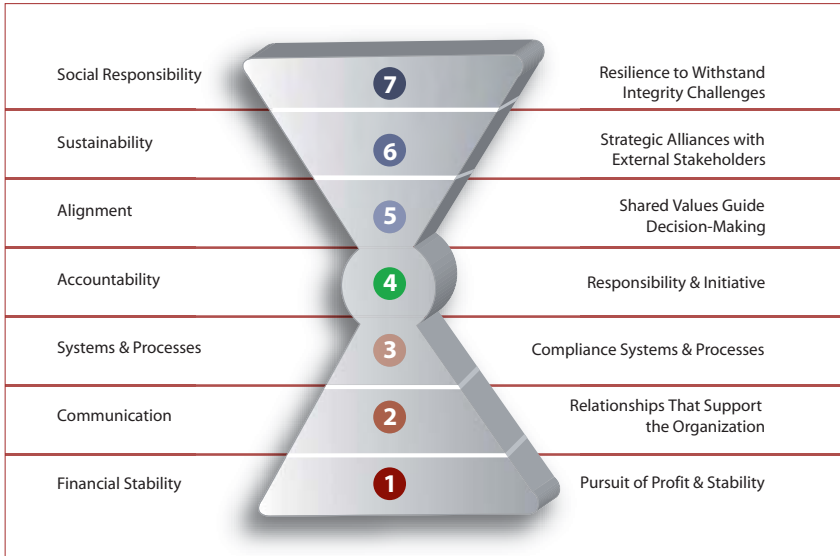 Social Responsibility
7
Resilience to Withstand
Integrity Challenges
Sustainability
6
Strategic Alliances with
External Stakeholders
Alignment
5
Shared Values Guide
Decision-Making
Accountability
4
Responsibility & Initiative
Systems & Processes
3
Compliance Systems & Processes
Communication
2
Relationships That Support
the Organization
Financial Stability
1
Pursuit of Profit & Stability